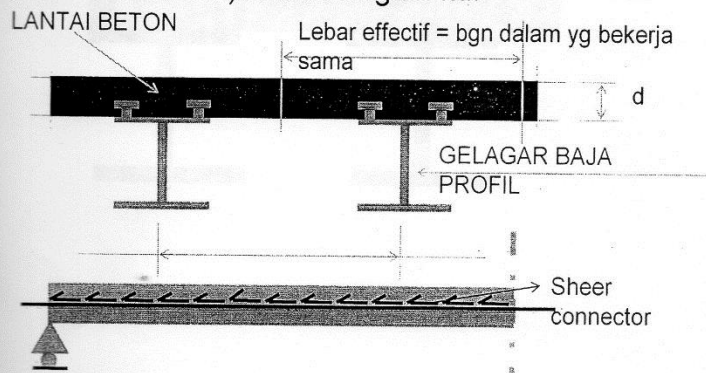 LANTAI BETON
Lebar effectif = bgn dalam yg bekerja
sama
d
GELAGAR BAJA
PROFIL
Sheer
connector